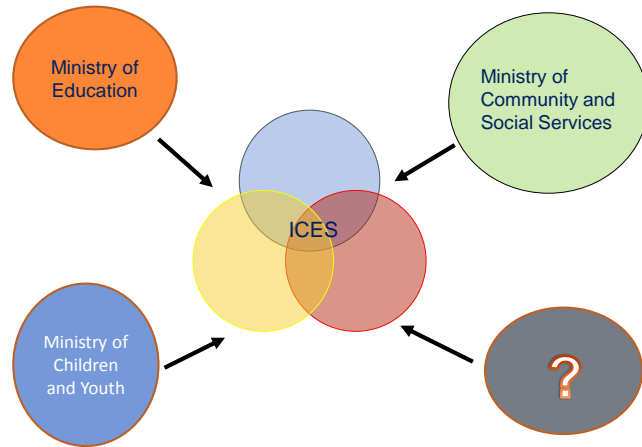 Ministry of
Education
Ministry of
Community and
Social Services
ICES
Ministry of
Children
and Youth
?